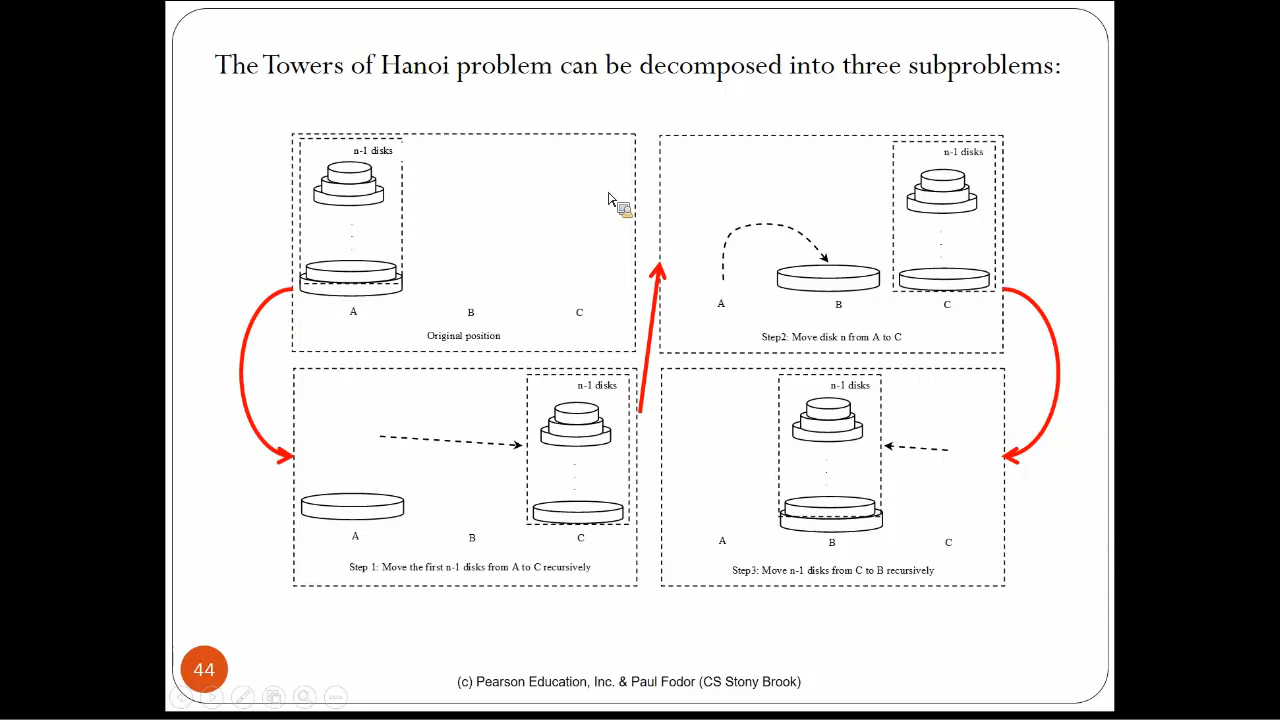 The Towers of Hanoi problem can be decomposed into three subproblems:
n-1 disks
A B C
Original position
n-1 disks
A B C
Step2: Move disk n from A to C
n-1 disks
A B C
Step 1: Move the first n-1 disks from A to C recursively
n-1 disks
A B C
Step3: Move n-1 disks from C to B recursively
44
(c) Pearson Education, Inc. & Paul Fodor (CS Stony Brook)